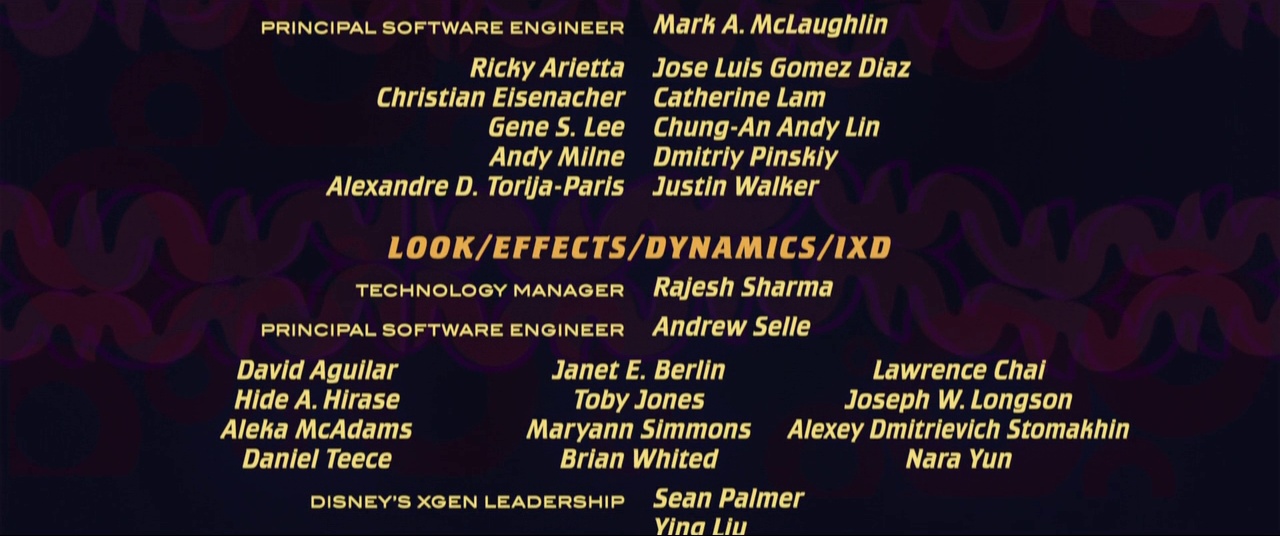 PRINCIPAL SOFTWARE ENGINEER Mark A. McLaughlin
Ricky Arietta Jose Luis Gomez Diaz
Christian Eisenacher Catherine Lam
Gene S. Lee Chung-An Andy Lin
Andy Milne Dmitriy Pinskiy
Alexandre D. Torija-Paris Justin Walker
LOOK/EFFECTS/DYNAMICS/IXD
TECHNOLOGY MANAGER Rajesh Sharma
PRINCIPAL SOFTWARE ENGINEER Andrew Selle
David Aguilar Janet E. Berlin Lawrence Chai
Hide A. Hirase Toby Jones Joseph W. Longson
Aleka McAdams Maryann Simmons Alexey Dmitrievich Stomakhin
Daniel Teece Brian Whited Nara Yun
DISNEY'S XGEN LEADERSHIP Sean Palmer
Ying Liu